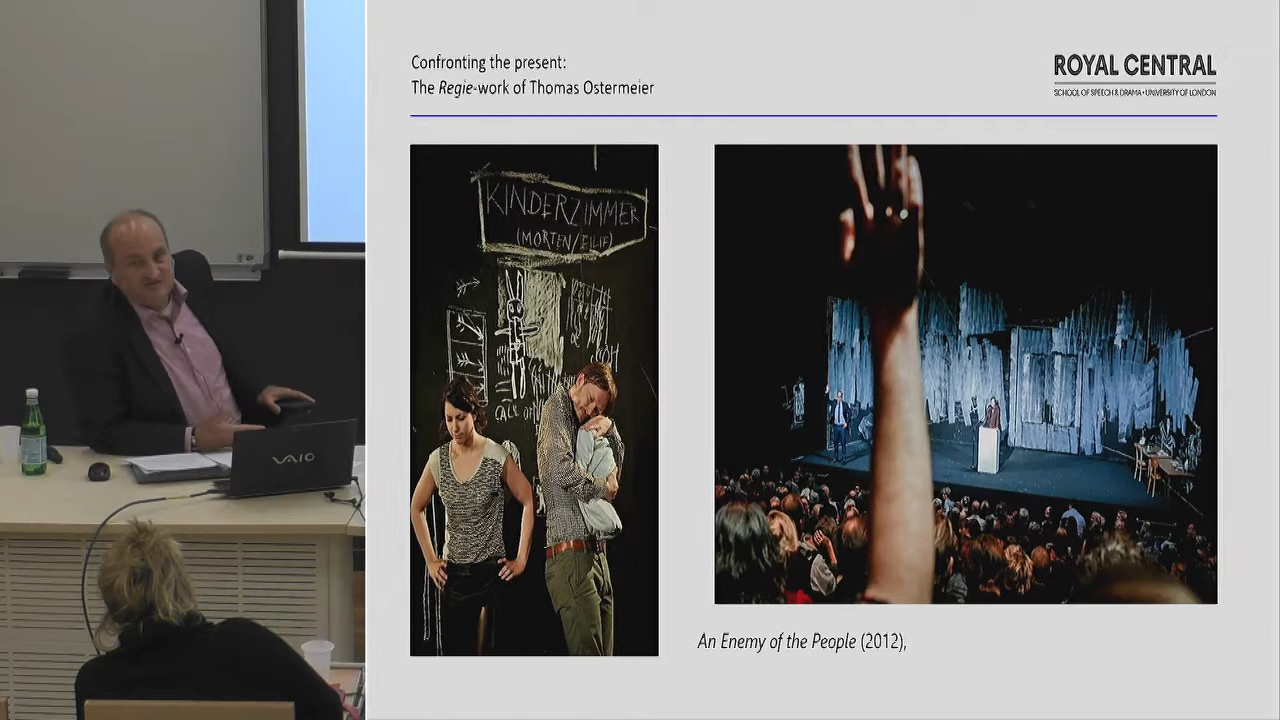 Confronting the present:
The Regie-work of Thomas Ostermeier
ROYAL CENTRAL
SCHOOL OF SPEECH & DRAMA • UNIVERSITY OF LONDON
KINDERZIMMER
(MORTEN/EILIF)
VAIO
An Enemy of the People (2012),